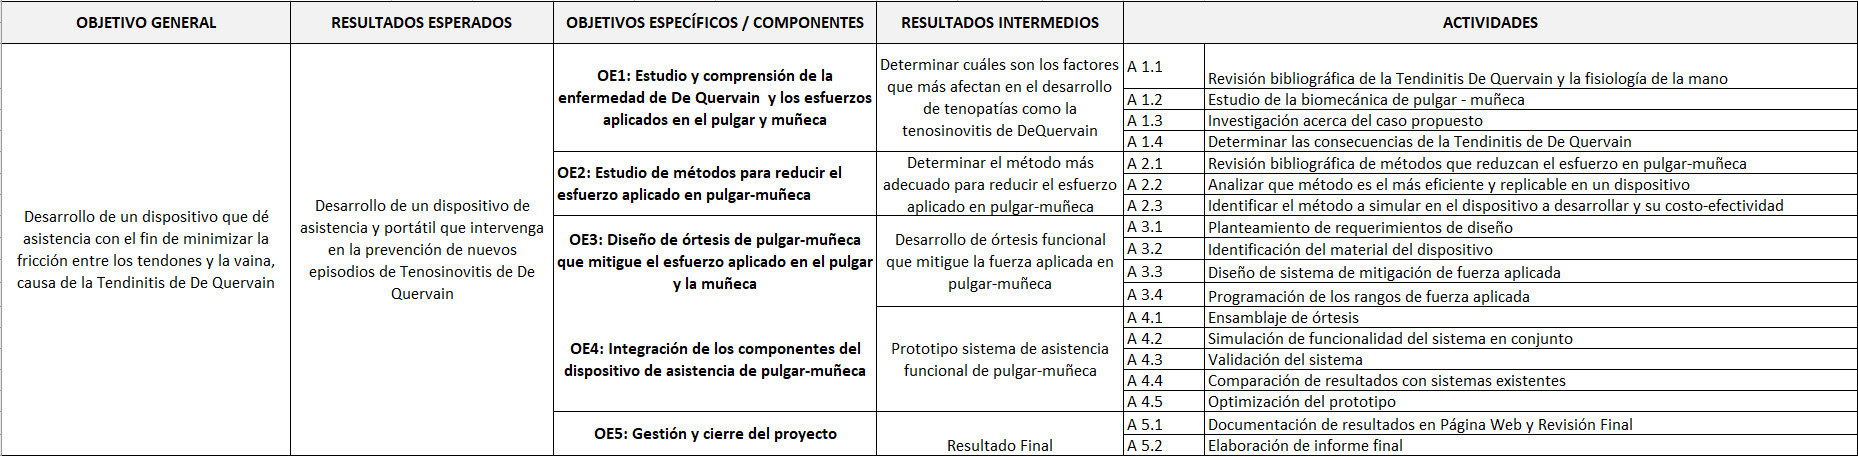 OBJETIVO GENERAL
RESULTADOS ESPERADOS
OBJETIVOS ESPECÍFICOS / COMPONENTES
RESULTADOS INTERMEDIOS
ACTIVIDADES
Desarrollo de un dispositivo que dé
asistencia con el fin de minimizar la
fricción entre los tendones y la vaina,
causa de la Tendinitis de De Quervain
Desarrollo de un dispositivo de
asistencia y portátil que intervenga
en la prevención de nuevos
episodios de Tenosinovitis de De
Quervain
OE1: Estudio y comprensión de la
enfermedad de De Quervain y los esfuerzos
aplicados en el pulgar y muñeca
Determinar cuáles son los factores
que más afectan en el desarrollo
de tenopatías como la
tenosinovitis de DeQuervain
A 1.1 Revisión bibliográfica de la Tendinitis De Quervain y la fisiología de la mano
A 1.2 Estudio de la biomecánica de pulgar - muñeca
A 1.3 Investigación acerca del caso propuesto
A 1.4 Determinar las consecuencias de la Tendinitis de De Quervain
OE2: Estudio de métodos para reducir el
esfuerzo aplicado en pulgar-muñeca
Determinar el método más
adecuado para reducir el esfuerzo
aplicado en pulgar-muñeca
A 2.1 Revisión bibliográfica de métodos que reduzcan el esfuerzo en pulgar-muñeca
A 2.2 Analizar que método es el más eficiente y replicable en un dispositivo
A 2.3 Identificar el método a simular en el dispositivo a desarrollar y su costo-efectividad
OE3: Diseño de órtesis de pulgar-muñeca
que mitigue el esfuerzo aplicado en el pulgar
y la muñeca
Desarrollo de órtesis funcional
que mitigue la fuerza aplicada en
pulgar-muñeca
A 3.1 Planteamiento de requerimientos de diseño
A 3.2 Identificación del material del dispositivo
A 3.3 Diseño de sistema de mitigación de fuerza aplicada
A 3.4 Programación de los rangos de fuerza aplicada
OE4: Integración de los componentes del
dispositivo de asistencia de pulgar-muñeca
Prototipo sistema de asistencia
funcional de pulgar-muñeca
A 4.1 Ensamblaje de órtesis
A 4.2 Simulación de funcionalidad del sistema en conjunto
A 4.3 Validación del sistema
A 4.4 Comparación de resultados con sistemas existentes
A 4.5 Optimización del prototipo
OE5: Gestión y cierre del proyecto
Resultado Final
A 5.1 Documentación de resultados en Página Web y Revisión Final
A 5.2 Elaboración de informe final